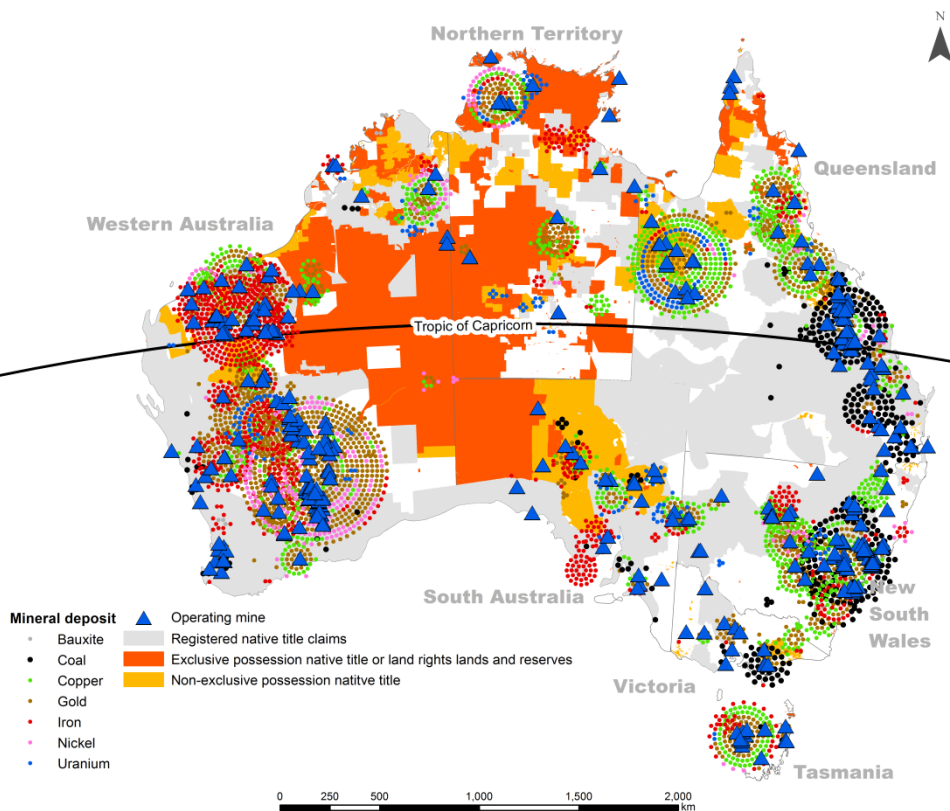 N
Northern Territory
Queensland
Western Australia
Tropic of Capricorn
South Australia
New
South
Wales
Victoria
Tasmania
Mineral deposit
Bauxite
Coal
Copper
Gold
Iron
Nickel
Uranium
Operating mine
Registered native title claims
Exclusive possession native title or land rights lands and reserves
Non-exclusive possession natitve title
0 250 500 1,000 1,500 2,000
km